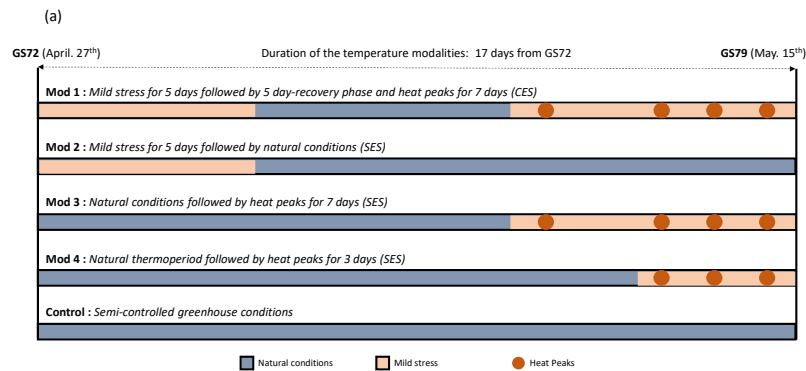 (a)
GS72 (April. 27th) Duration of the temperature modalities: 17 days from GS72 GS79 (May. 15th)
Mod 1 : Mild stress for 5 days followed by 5 day-recovery phase and heat peaks for 7 days (CES)
Mod 2 : Mild stress for 5 days followed by natural conditions (SES)
Mod 3 : Natural conditions followed by heat peaks for 7 days (SES)
Mod 4 : Natural thermoperiod followed by heat peaks for 3 days (SES)
Control : Semi-controlled greenhouse conditions
Natural conditions Mild stress Heat Peaks